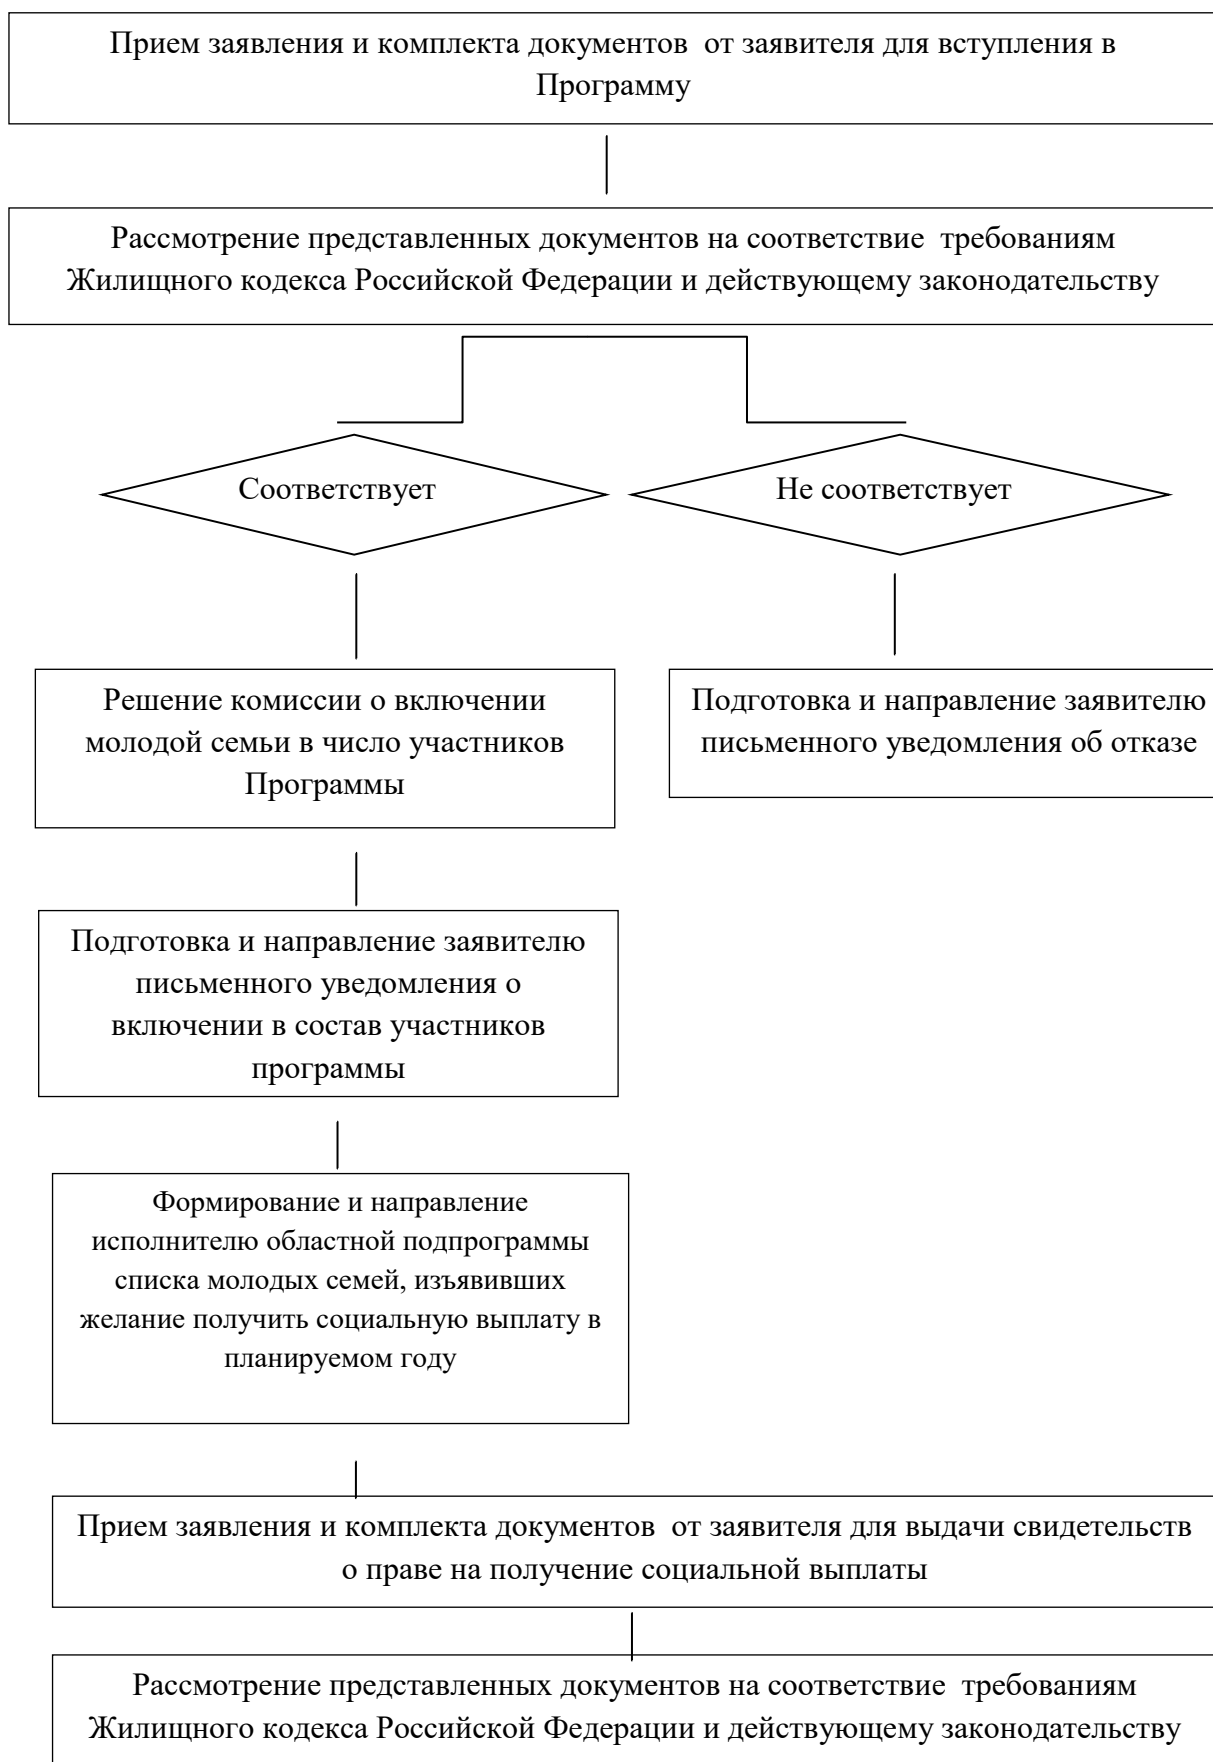 Прием заявления и комплекта документов от заявителя для вступления в
Программу
Рассмотрение представленных документов на соответствие требованиям
Жилищного кодекса Российской Федерации и действующему законодательству
Соответствует
Не соответствует
Решение комиссии о включении
молодой семьи в число участников
Программы
Подготовка и направление заявителю
письменного уведомления об отказе
Подготовка и направление заявителю
письменного уведомления о
включении в состав участников
программы
Формирование и направление
исполнителю областной подпрограммы
списка молодых семей, изъявивших
желание получить социальную выплату в
планируемом году
Прием заявления и комплекта документов от заявителя для выдачи свидетельств
о праве на получение социальной выплаты
Рассмотрение представленных документов на соответствие требованиям
Жилищного кодекса Российской Федерации и действующему законодательству